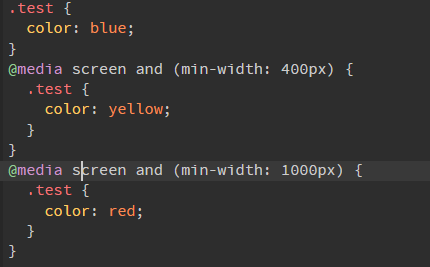 .test {
  color: blue;
}
@media screen and (min-width: 400px) {
  .test {
    color: yellow;
  }
}
@media screen and (min-width: 1000px) {
  .test {
    color: red;
  }
}